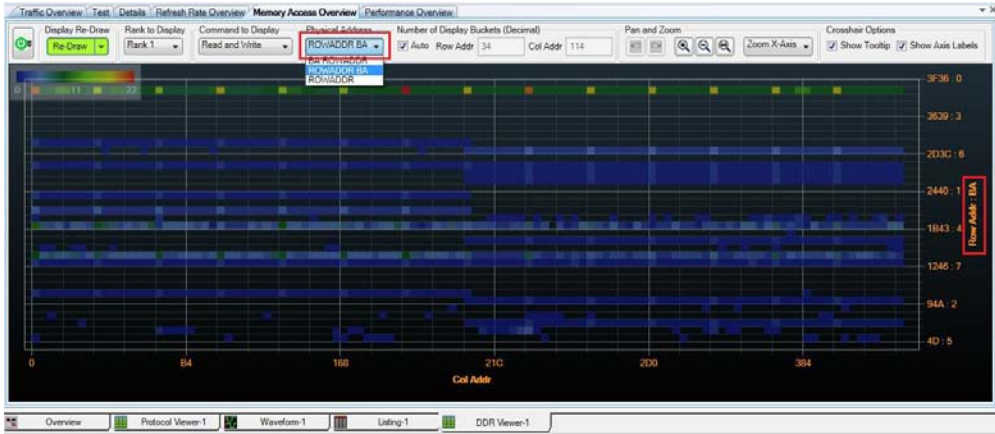 Traffic Overview Test Details Refresh Rate Overview Memory Access Overview Performance Overview
Display Re-Draw Rank to Display Command to Display Physical Address Number of Display Buckets (Decimal) Pan and Zoom Crosshair Options
Re-Draw Rank 1 Read and Write ROWADDR BA Auto Row Addr 34 Col Addr 114 Zoom X-Axis Show Tooltip Show Axis Labels
BA ROWADDR
ROWADDR BA
ROWADDR
0 11 22
3F36 : 0
3639 : 3
2D3C : 6
2440 : 1
1B43 : 4
1246 : 7
94A : 2
4D : 5
Row Addr : BA
0 B4 168 21C 2D0 384
Col Addr
Overview Protocol Viewer-1 Waveform-1 Listing-1 DDR Viewer-1